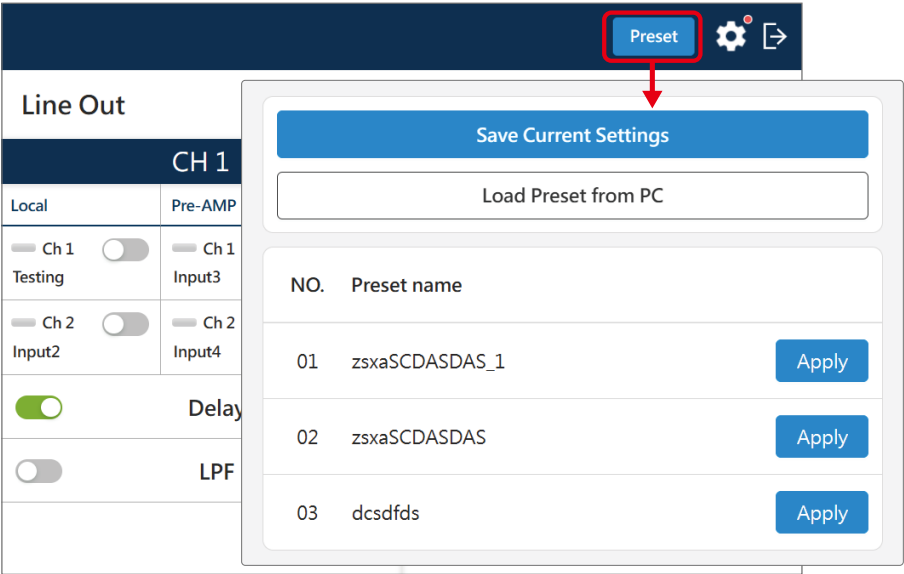 Preset
Line Out
CH 1
Local
Pre-AMP
Ch 1
Testing
Ch 1
Input3
Ch 2
Input2
Ch 2
Input4
Delay
LPF
Save Current Settings
Load Preset from PC
NO. Preset name
01 zsxaSCDASDAS_1 Apply
02 zsxaSCDASDAS Apply
03 dcsdfds Apply